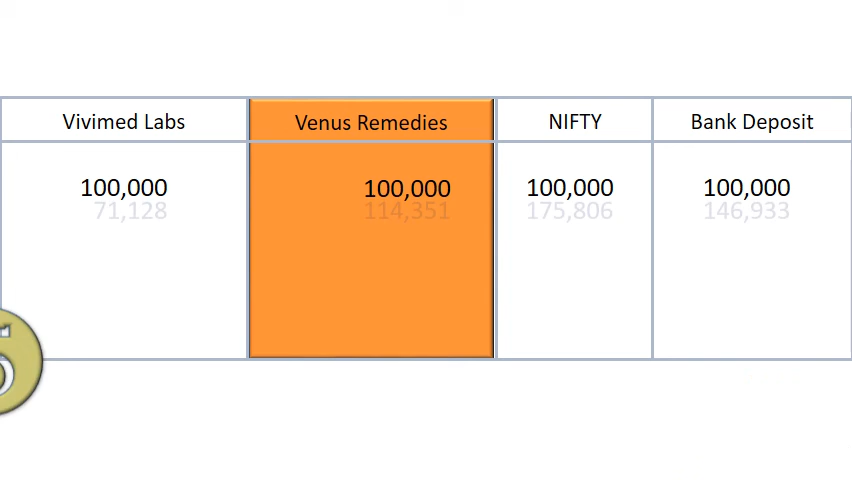 Vivimed Labs Venus Remedies NIFTY Bank Deposit
100,000 100,000 100,000 100,000
71,128 114,351 175,806 146,933